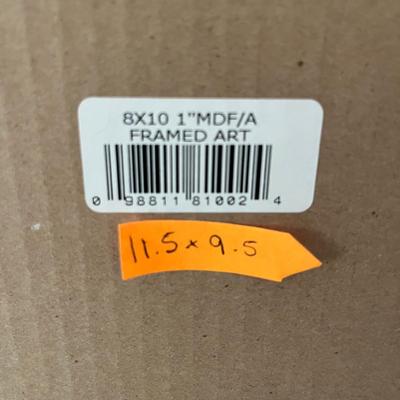 8X10 1"MDF/A
FRAMED ART
0 98811 81002 4
11.5 x 9.5